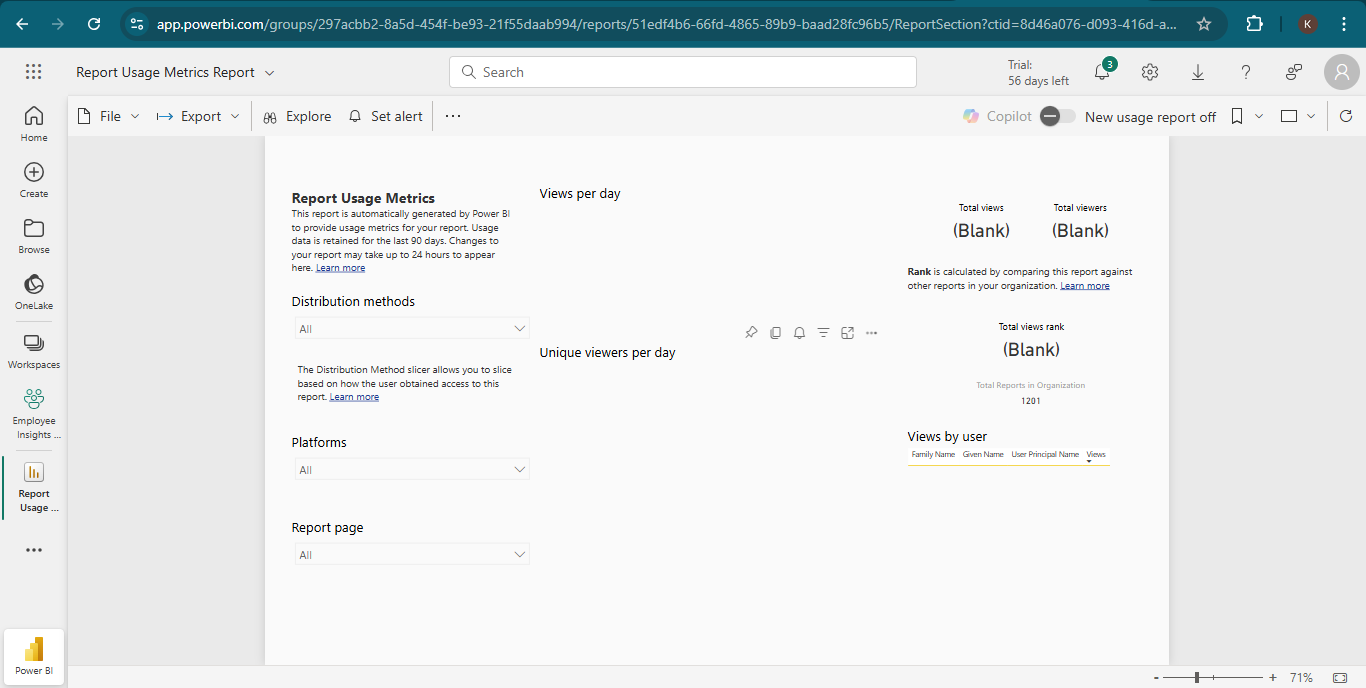 app.powerbi.com/groups/297acbb2-8a5d-454f-be93-21f55daab994/reports/51edf4b6-66fd-4865-89b9-baad28fc96b5/ReportSection?ctid=8d46a076-d093-416d-a...
K
Report Usage Metrics Report
Search
Trial:
56 days left
3
?
File
Export
Explore
Set alert
...
Copilot
New usage report off
Home
Create
Browse
OneLake
Workspaces
Employee
Insights ...
Report
Usage ...
...
Power BI
Report Usage Metrics
This report is automatically generated by Power BI
to provide usage metrics for your report. Usage
data is retained for the last 90 days. Changes to
your report may take up to 24 hours to appear
here. Learn more
Distribution methods
All
The Distribution Method slicer allows you to slice
based on how the user obtained access to this
report. Learn more
Platforms
All
Report page
All
Views per day
Unique viewers per day
Total views
(Blank)
Total viewers
(Blank)
Rank is calculated by comparing this report against
other reports in your organization. Learn more
Total views rank
(Blank)
Total Reports in Organization
1201
Views by user
Family Name Given Name User Principal Name Views
- + 71%